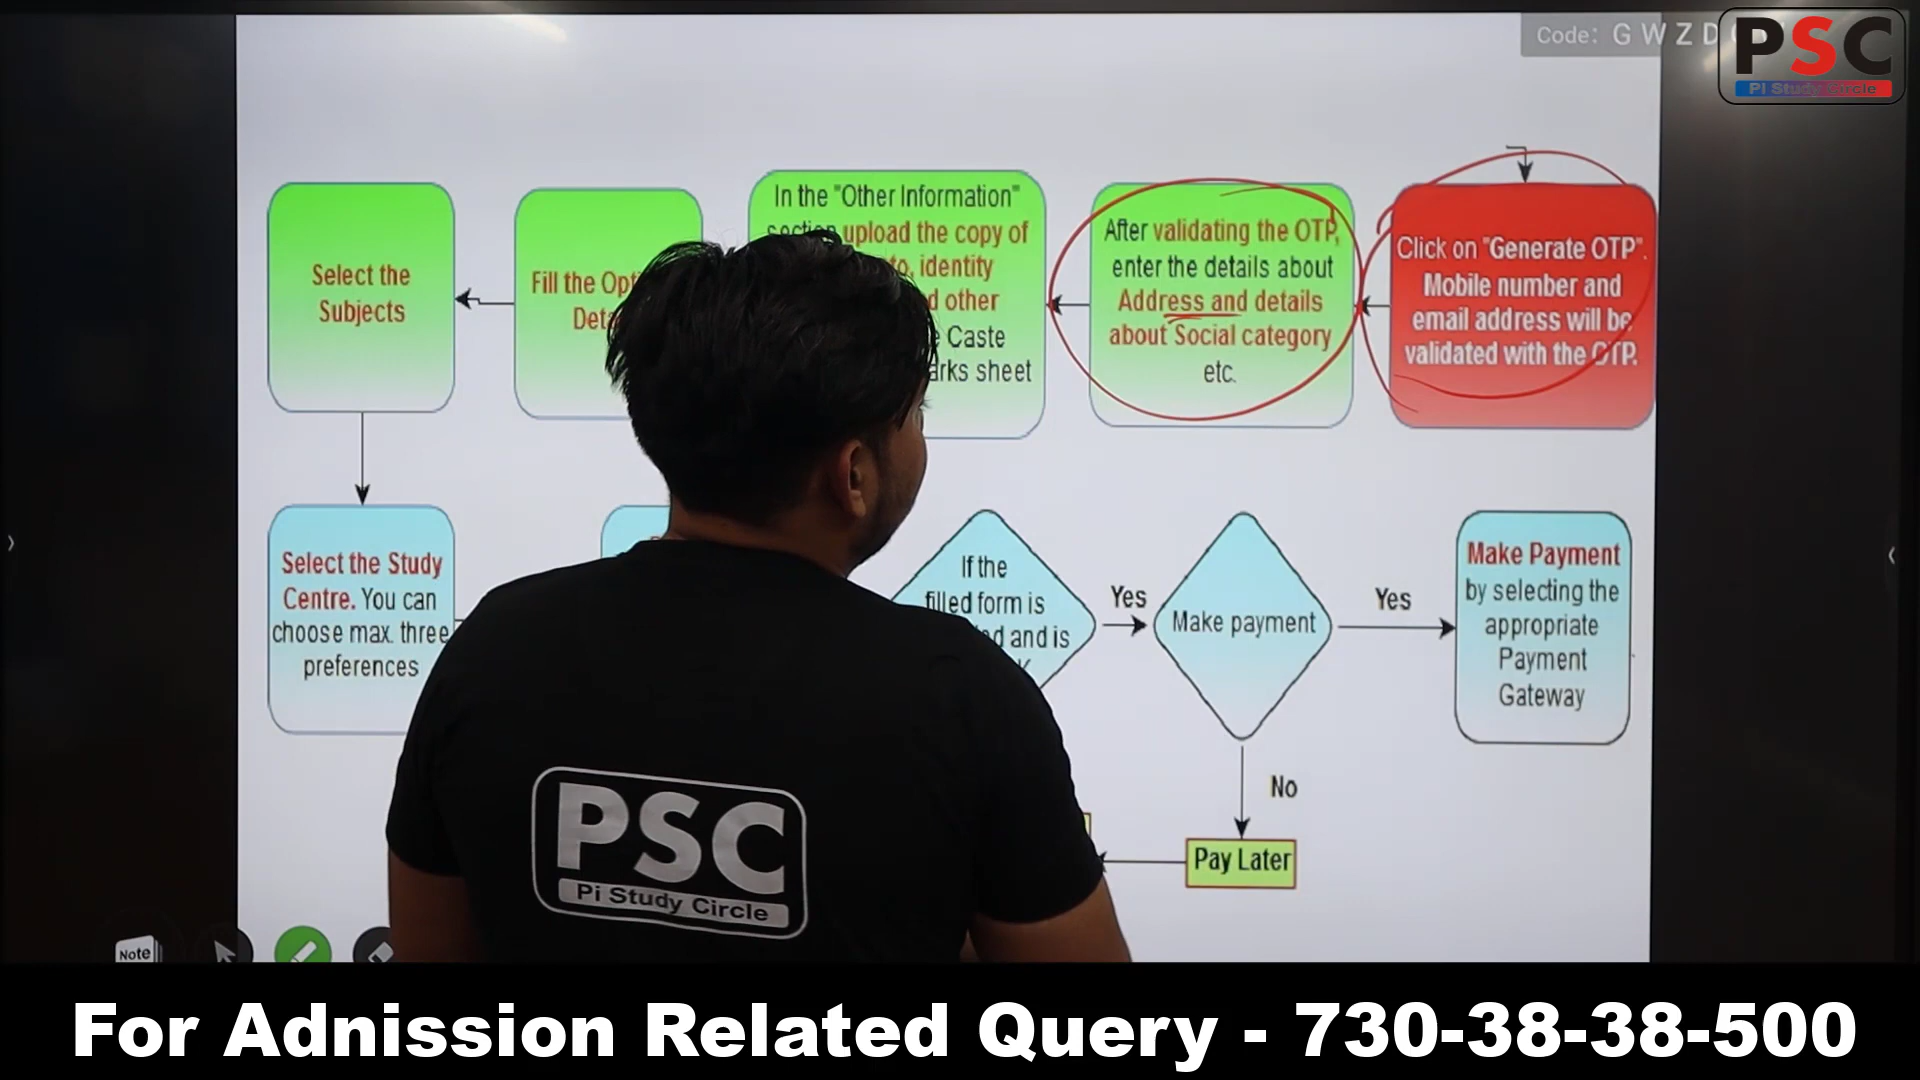 Code: G W Z D
PSC
Pi Study Circle
Select the
Subjects
Fill the
In the "Other Information"
section upload the copy of
identity
other
Caste
sheet
After validating the OTP,
enter the details about
Address and details
about Social category
etc.
Click on "Generate OTP".
Mobile number and
email address will be
validated with the OTP.
Select the Study
Centre. You can
choose max. three
preferences
If the
filled form is
and is
Yes
Make payment
Yes
Make Payment
by selecting the
appropriate
Payment
Gateway
No
Pay Later
PSC
Pi Study Circle
Note
For Adnission Related Query - 730-38-38-500